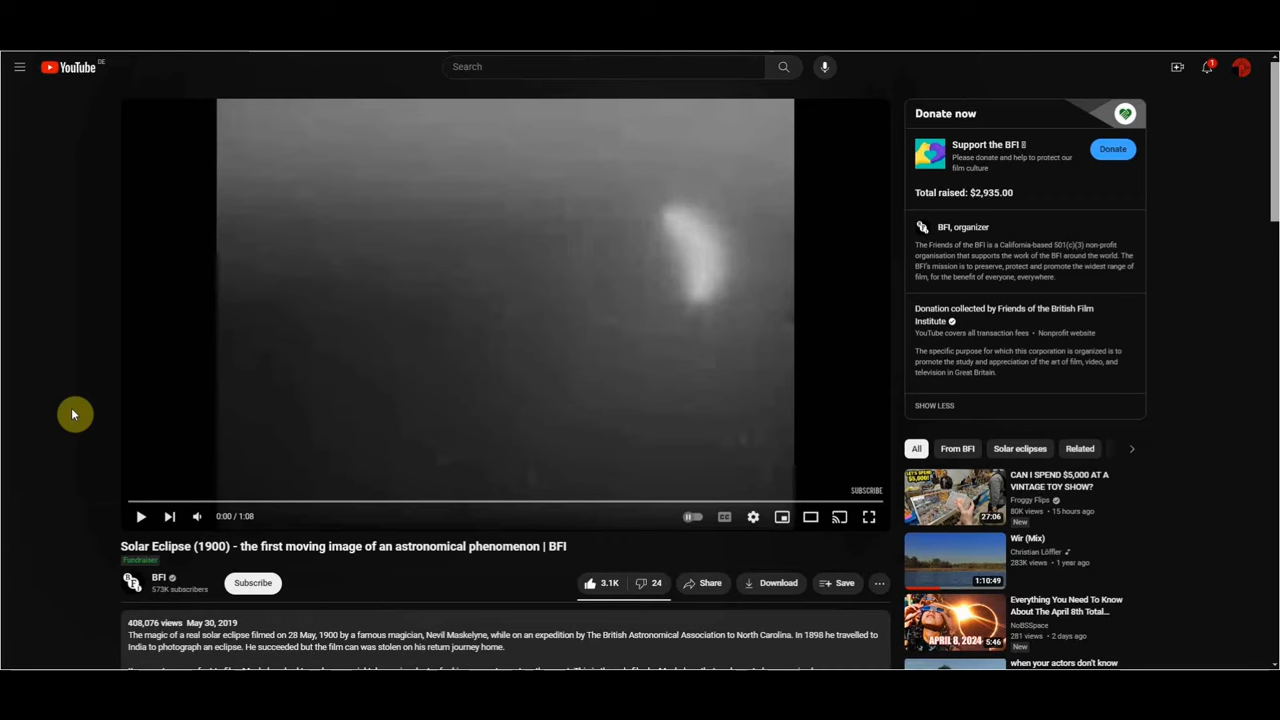 YouTube DE
Search
1
SUBSCRIBE
0:00 / 1:08
CC
Solar Eclipse (1900) - the first moving image of an astronomical phenomenon | BFI
Fundraiser
BFI
573K subscribers
Subscribe
3.1K
24
Share
Download
Save
408,076 views May 30, 2019
The magic of a real solar eclipse filmed on 28 May, 1900 by a famous magician, Nevil Maskelyne, while on an expedition by The British Astronomical Association to North Carolina. In 1898 he travelled to
India to photograph an eclipse. He succeeded but the film can was stolen on his return journey home.
Donate now
Support the BFI
Please donate and help to protect our
film culture
Donate
Total raised: $2,935.00
BFI, organizer
The Friends of the BFI is a California-based 501(c)(3) non-profit
organisation that supports the work of the BFI around the world. The
BFI's mission is to preserve, protect and promote the widest range of
film, for the benefit of everyone, everywhere.
Donation collected by Friends of the British Film
Institute
YouTube covers all transaction fees • Nonprofit website
The specific purpose for which this corporation is organized is to
promote the study and appreciation of the art of film, video, and
television in Great Britain.
SHOW LESS
All
From BFI
Solar eclipses
Related
CAN I SPEND $5,000 AT A
VINTAGE TOY SHOW?
Froggy Flips
80K views • 15 hours ago
New
27:06
Wir (Mix)
Christian Löffler
283K views • 1 year ago
1:10:49
Everything You Need To Know
About The April 8th Total...
NoBSSpace
281 views • 2 days ago
New
APRIL 8, 2024
5:46
when your actors don't know